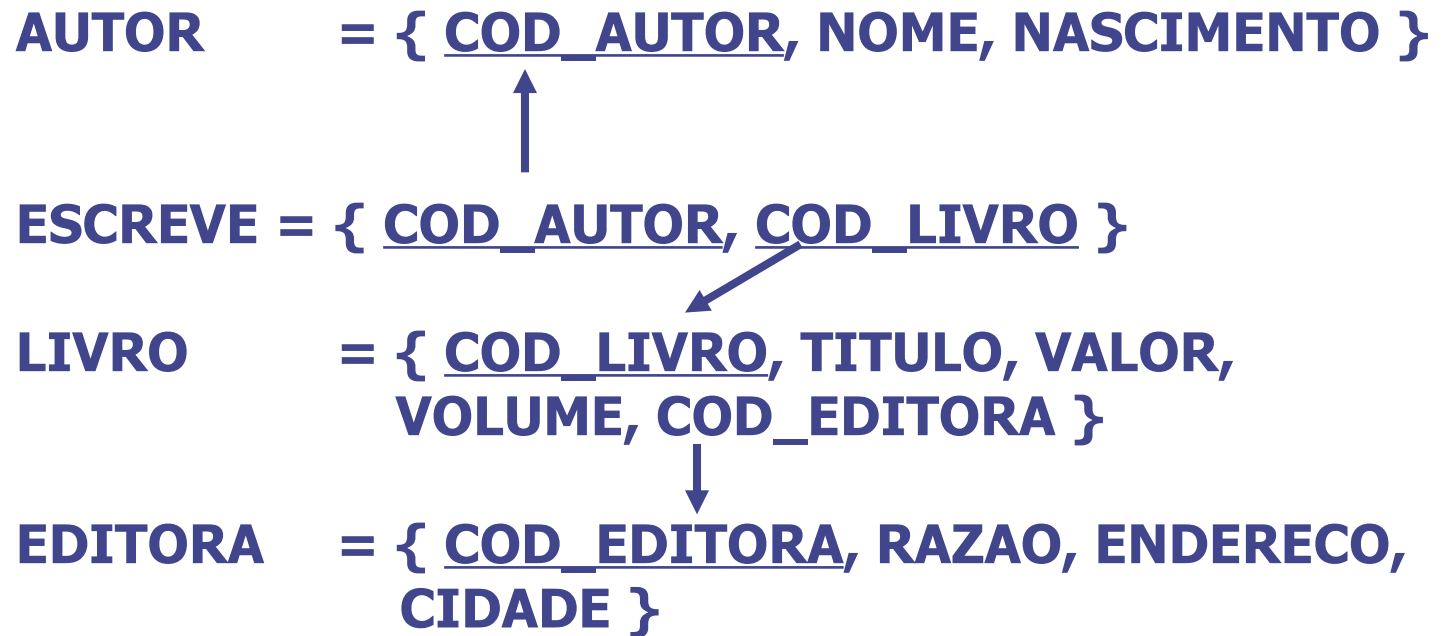 AUTOR = { COD_AUTOR, NOME, NASCIMENTO }
ESCREVE = { COD_AUTOR, COD_LIVRO }
LIVRO = { COD_LIVRO, TITULO, VALOR,
VOLUME, COD_EDITORA }
EDITORA = { COD_EDITORA, RAZAO, ENDERECO,
CIDADE }